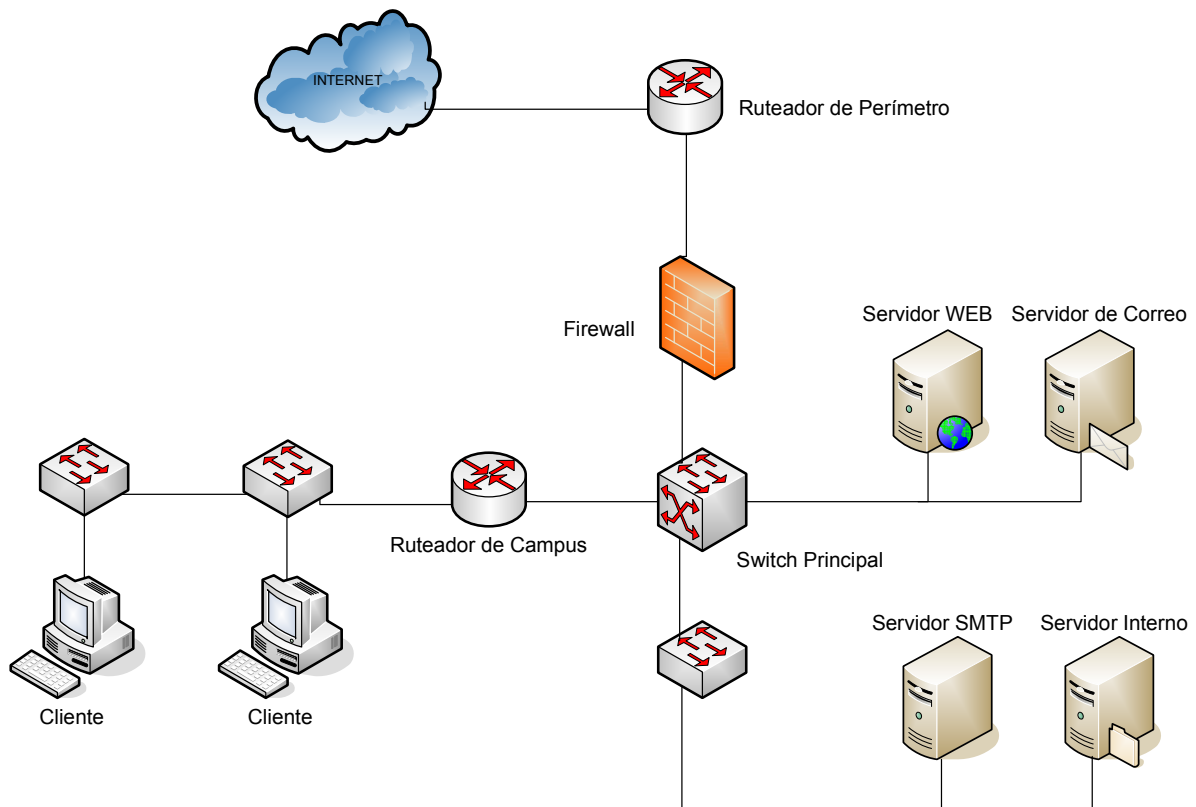 INTERNET
Ruteador de Perímetro
Firewall
Servidor WEB
Servidor de Correo
Ruteador de Campus
Switch Principal
Servidor SMTP
Servidor Interno
Cliente
Cliente